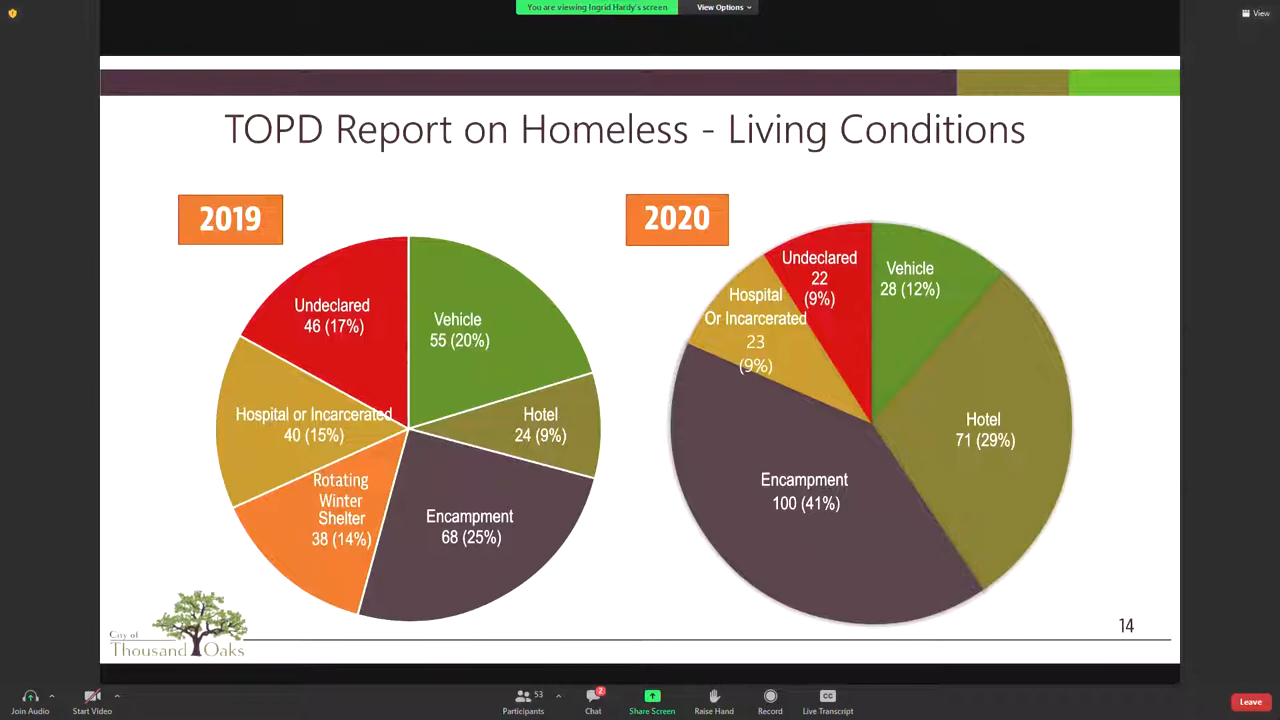 You are viewing Ingrid Hardy's screen
View Options
View
TOPD Report on Homeless - Living Conditions
2019
Undeclared
46 (17%)
Vehicle
55 (20%)
Hospital or Incarcerated
40 (15%)
Hotel
24 (9%)
Rotating
Winter
Shelter
38 (14%)
Encampment
68 (25%)
2020
Undeclared
22
(9%)
Vehicle
28 (12%)
Hospital
Or Incarcerated
23
(9%)
Hotel
71 (29%)
Encampment
100 (41%)
City of
Thousand Oaks
14
Join Audio
Start Video
53
Participants
2
Chat
Share Screen
Raise Hand
Record
CC
Live Transcript
Leave